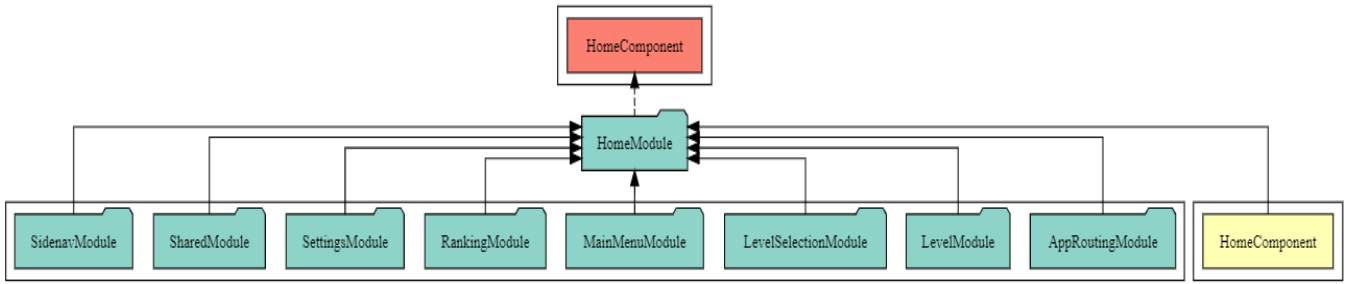 HomeComponent
HomeModule
SidenavModule
SharedModule
SettingsModule
RankingModule
MainMenuModule
LevelSelectionModule
LevelModule
AppRoutingModule
HomeComponent